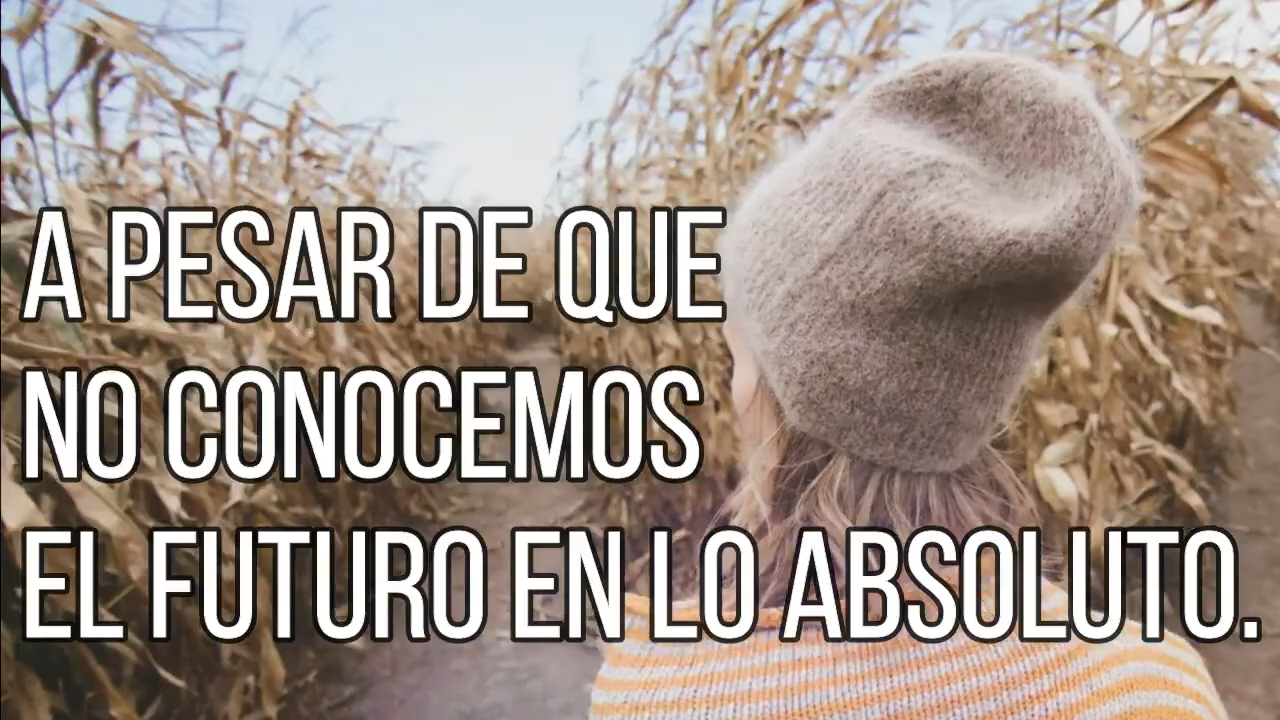 A PESAR DE QUE
NO CONOCEMOS
EL FUTURO EN LO ABSOLUTO.